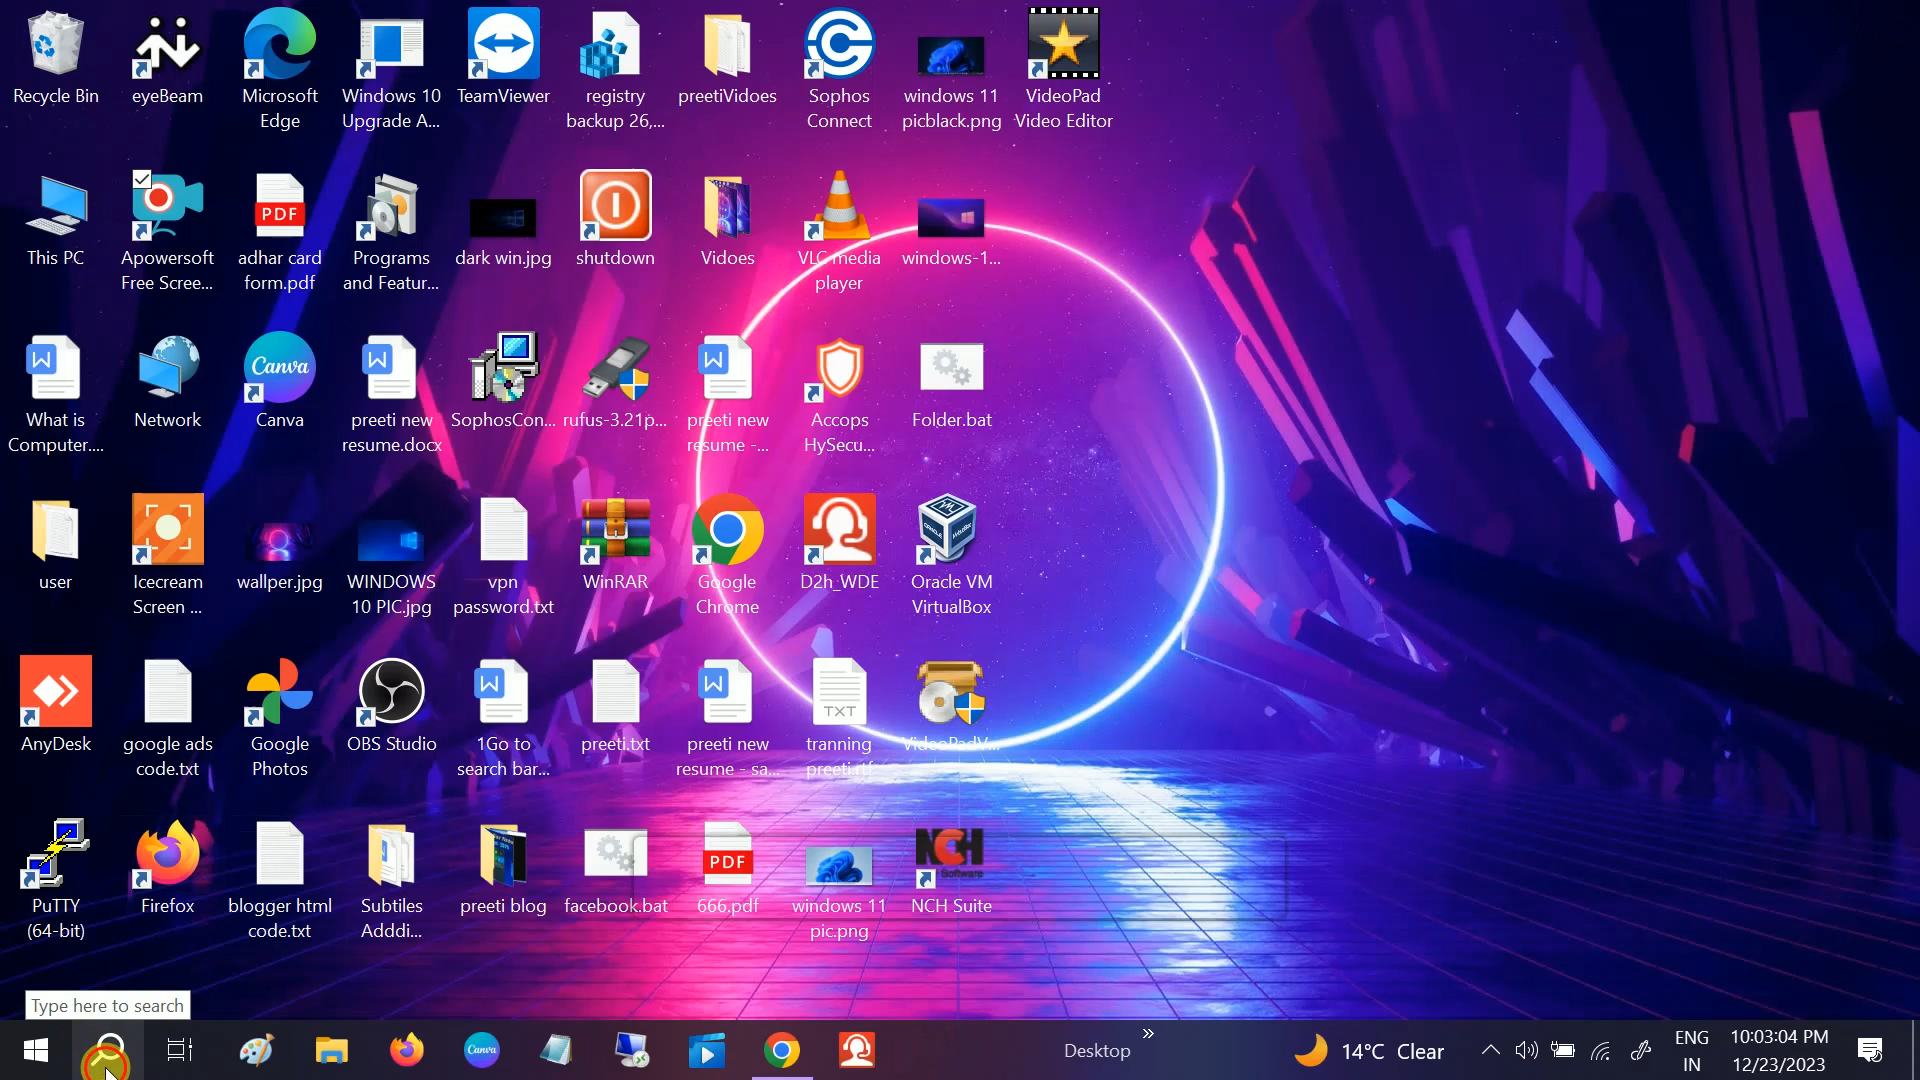 Recycle Bin
eyeBeam
Microsoft
Edge
Windows 10
Upgrade A...
TeamViewer
registry
backup 26,...
preetiVidoes
Sophos
Connect
windows 11
picblack.png
VideoPad
Video Editor
This PC
Apowersoft
Free Scree...
PDF
adhar card
form.pdf
Programs
and Featur...
dark win.jpg
shutdown
Vidoes
VLC media
player
windows-1...
W
What is
Computer....
Network
Canva
Canva
W
preeti new
resume.docx
SophosCon...
rufus-3.21p...
W
preeti new
resume -...
Accops
HySecu...
Folder.bat
user
Icecream
Screen ...
wallper.jpg
WINDOWS
10 PIC.jpg
vpn
password.txt
WinRAR
Google
Chrome
D2h_WDE
Oracle VM
VirtualBox
AnyDesk
google ads
code.txt
Google
Photos
OBS Studio
W
1Go to
search bar...
preeti.txt
W
preeti new
resume - sa...
TXT
tranning
preeti.rtf
VideoPadV...
PuTTY
(64-bit)
Firefox
blogger html
code.txt
Subtiles
Adddi...
preeti blog
facebook.bat
PDF
666.pdf
windows 11
pic.png
NCH
Software
NCH Suite
Type here to search
Canva
Desktop
14°C Clear
ENG
IN
10:03:04 PM
12/23/2023